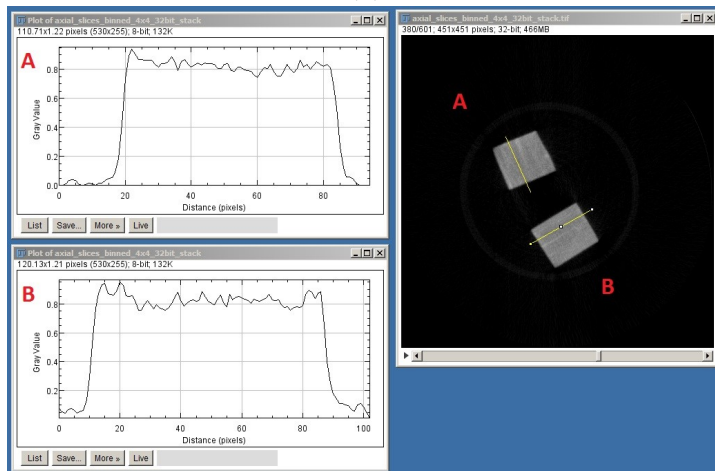 Plot of axial_slices_binned_4x4_32bit_stack
110.71x1.22 pixels (530x255); 8-bit; 132K
A
0.8
0.6
0.4
0.2
0.0
Gray Value
0 20 40 60 80
Distance (pixels)
List Save... More » Live
Plot of axial_slices_binned_4x4_32bit_stack
120.13x1.21 pixels (530x255); 8-bit; 132K
B
0.8
0.6
0.4
0.2
Gray Value
0 20 40 60 80 100
Distance (pixels)
List Save... More » Live
axial_slices_binned_4x4_32bit_stack.tif
380/601; 451x451 pixels; 32-bit; 466MB
A
B